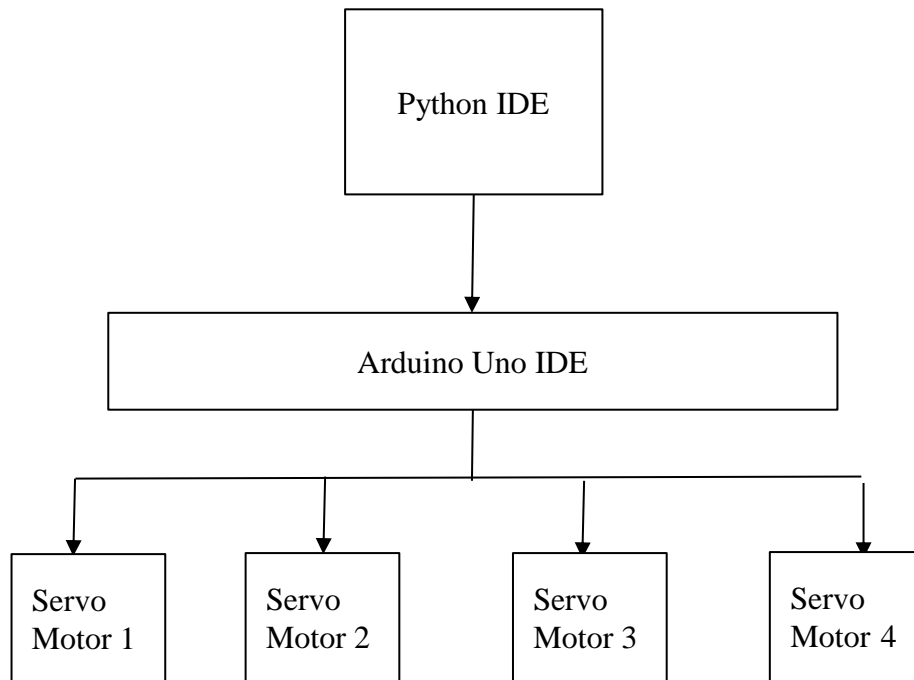 Python IDE
Arduino Uno IDE
Servo
Motor 1
Servo
Motor 2
Servo
Motor 3
Servo
Motor 4